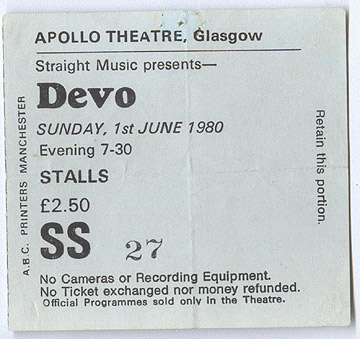 APOLLO THEATRE, Glasgow
Straight Music presents—
Devo
SUNDAY, 1st JUNE 1980
Evening 7-30
STALLS
£2.50
SS 27
No Cameras or Recording Equipment.
No Ticket exchanged nor money refunded.
Official Programmes sold only in the Theatre.
A.B.C. PRINTERS MANCHESTER
Retain this portion.